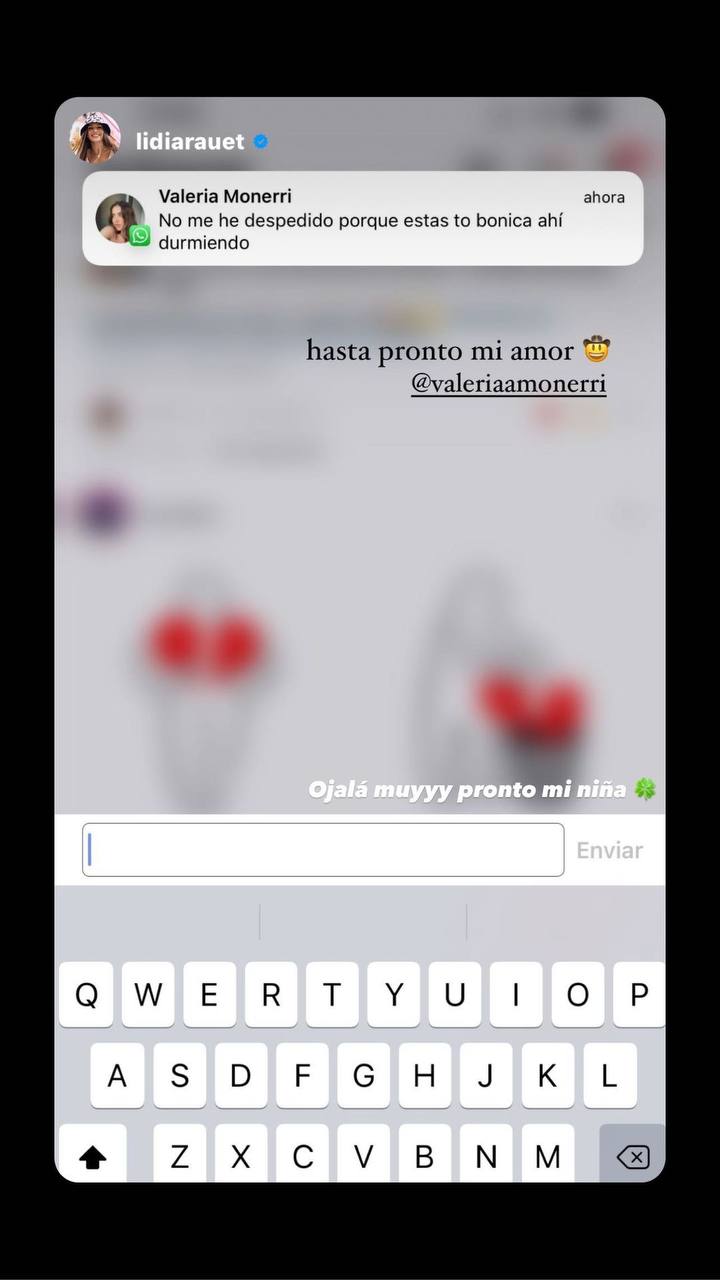 lidiarauet
Valeria Monerri
ahora
No me he despedido porque estas to bonica ahí
durmiendo
hasta pronto mi amor 🤠
@valeriaamonerri
Ojalá muyyy pronto mi niña 🍀
Enviar
Q W E R T Y U I O P
A S D F G H J K L
Z X C V B N M